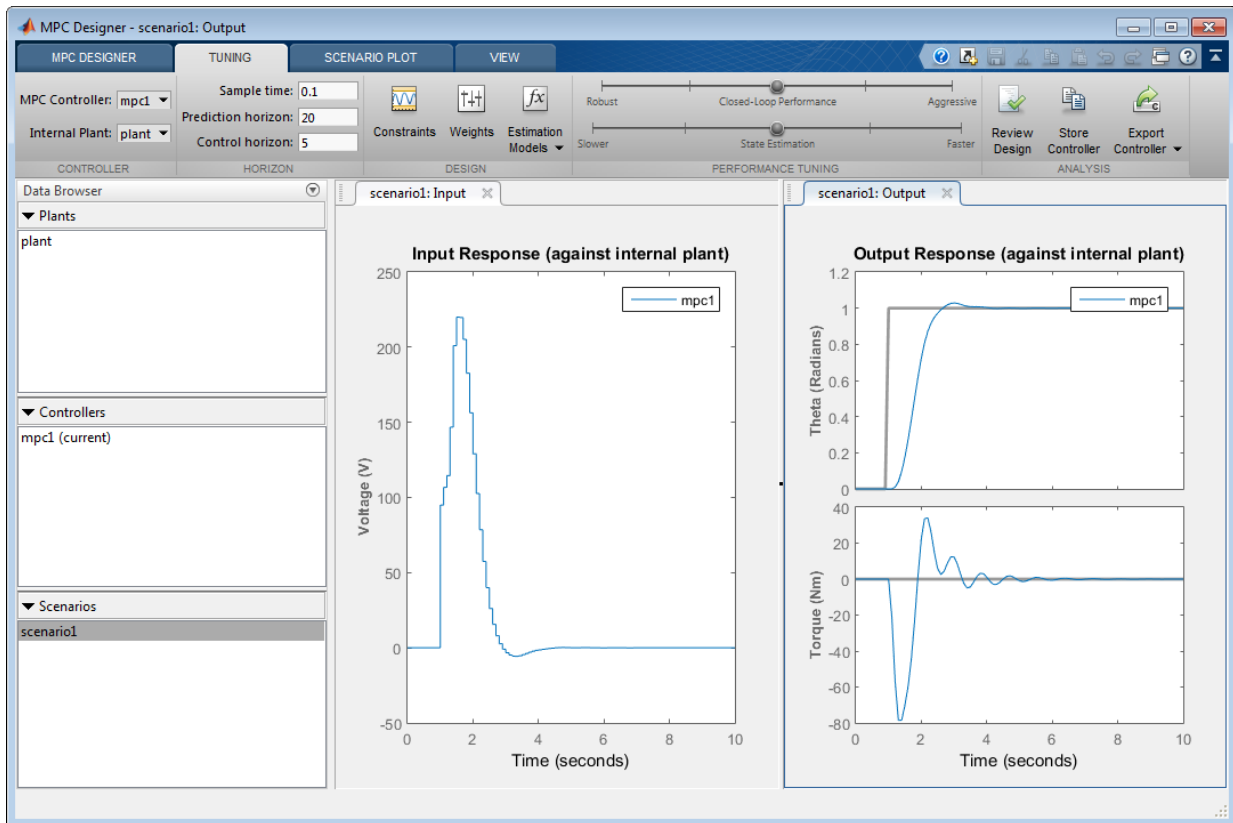 MPC Designer - scenario1: Output
MPC DESIGNER
TUNING
SCENARIO PLOT
VIEW
MPC Controller: mpc1
Internal Plant: plant
CONTROLLER
Sample time: 0.1
Prediction horizon: 20
Control horizon: 5
HORIZON
Constraints
Weights
fx
Estimation
Models
DESIGN
Robust
Closed-Loop Performance
Aggressive
Slower
State Estimation
Faster
PERFORMANCE TUNING
Review
Design
Store
Controller
Export
Controller
ANALYSIS
Data Browser
Plants
plant
Controllers
mpc1 (current)
Scenarios
scenario1
scenario1: Input
Input Response (against internal plant)
mpc1
250
200
150
100
50
0
-50
Voltage (V)
0 2 4 6 8 10
Time (seconds)
scenario1: Output
Output Response (against internal plant)
mpc1
1.2
1
0.8
0.6
0.4
0.2
0
Theta (Radians)
40
20
0
-20
-40
-60
-80
Torque (Nm)
0 2 4 6 8 10
Time (seconds)